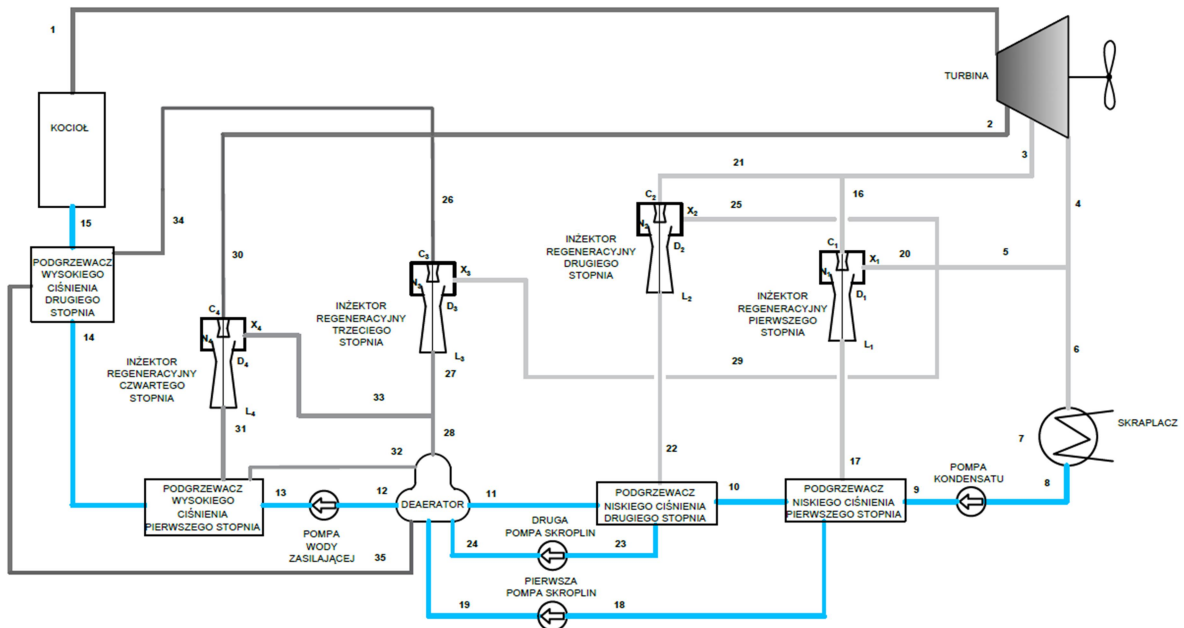 1
TURBINA
KOCIOŁ
2
3
21
34
26
C₂
X₂
25
16
4
N₂
D₂
15
INŻEKTOR
REGENERACYJNY
DRUGIEGO
STOPNIA
C₁
X₁
20
5
N₁
D₁
30
C₃
X₃
N₃
D₃
INŻEKTOR
REGENERACYJNY
PIERWSZEGO
STOPNIA
PODGRZEWACZ
WYSOKIEGO
CIŚNIENIA
DRUGIEGO
STOPNIA
L₂
INŻEKTOR
REGENERACYJNY
TRZECIEGO
STOPNIA
C₄
X₄
N₄
D₄
14
L₃
L₁
6
INŻEKTOR
REGENERACYJNY
CZWARTEGO
STOPNIA
27
29
33
L₄
31
28
SKRAPLACZ
7
32
22
17
POMPA
KONDENSATU
PODGRZEWACZ
WYSOKIEGO
CIŚNIENIA
PIERWSZEGO STOPNIA
13
12
DEAERATOR
11
PODGRZEWACZ
NISKIEGO CIŚNIENIA
DRUGIEGO STOPNIA
10
PODGRZEWACZ
NISKIEGO CIŚNIENIA
PIERWSZEGO STOPNIA
9
8
POMPA
WODY
ZASILAJĄCEJ
35
24
DRUGA
POMPA SKROPLIN
23
PIERWSZA
POMPA SKROPLIN
19
18